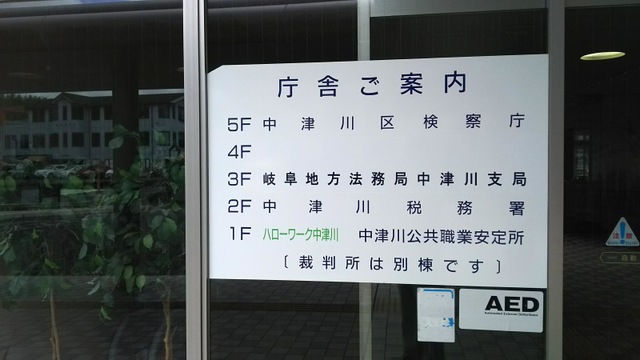 庁舎ご案内
5F 中津川区検察庁
4F
3F 岐阜地方法務局中津川支局
2F 中津川税務署
1F ハローワーク中津川 中津川公共職業安定所
〔裁判所は別棟です〕
AED
Automated External Defibrillator